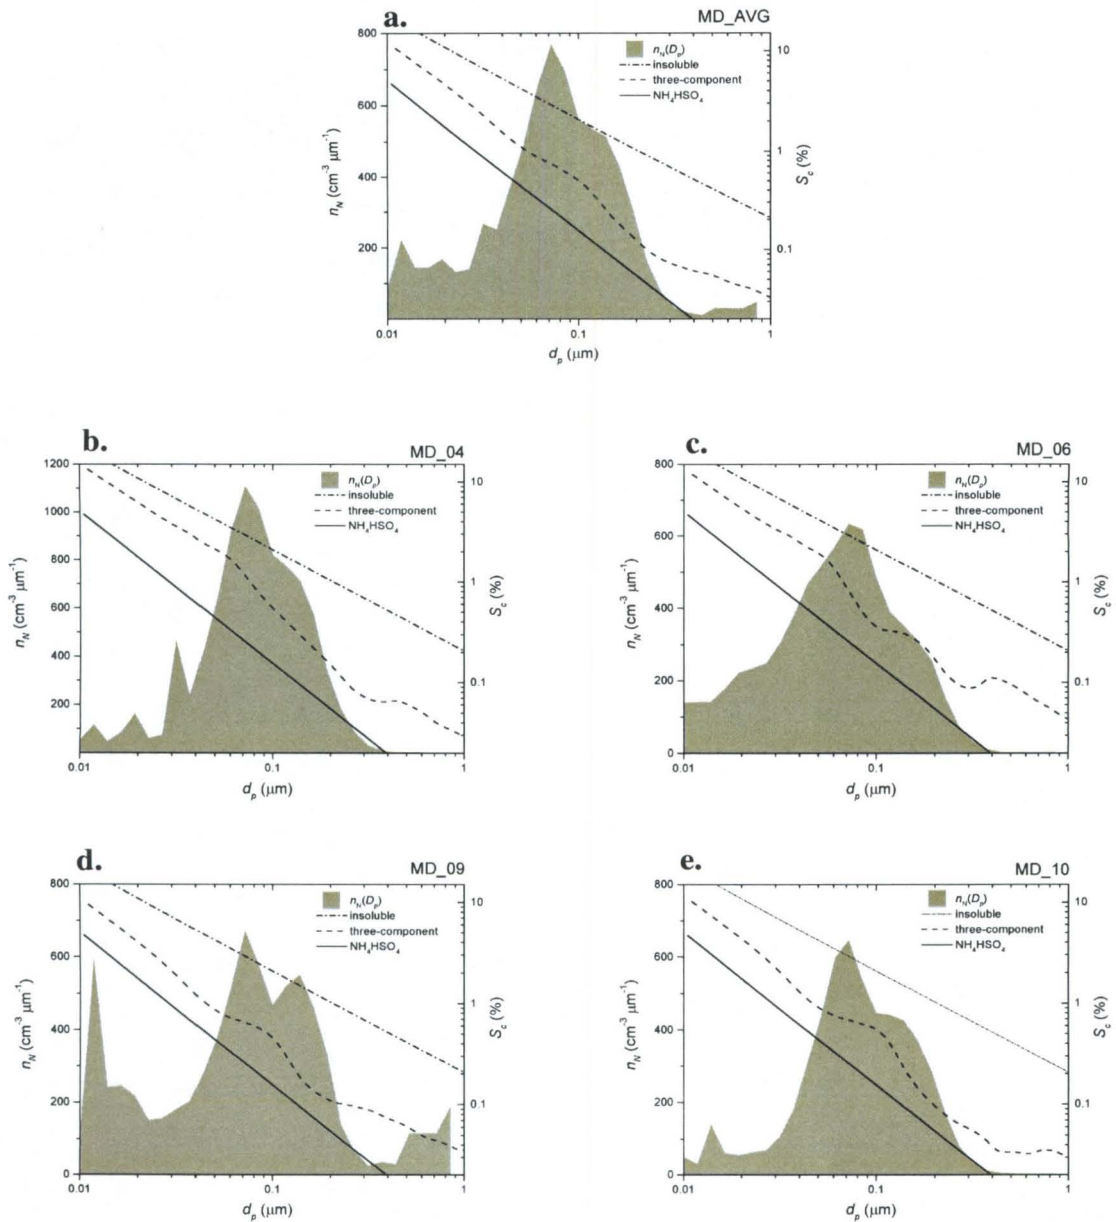 a.
MD_AVG
800
10
n_N(D_p)
insoluble
three-component
NH₄HSO₄
600
n_N (cm⁻³ μm⁻¹)
400
1
S_c (%)
200
0.1
0.01
0.1
1
d_p (μm)
b.
MD_04
1200
10
n_N(D_p)
insoluble
three-component
NH₄HSO₄
1000
n_N (cm⁻³ μm⁻¹)
800
1
S_c (%)
600
400
0.1
200
0
0.01
0.1
1
d_p (μm)
c.
MD_06
800
10
n_N(D_p)
insoluble
three-component
NH₄HSO₄
600
n_N (cm⁻³ μm⁻¹)
1
S_c (%)
400
200
0.1
0
0.01
0.1
1
d_p (μm)
d.
MD_09
800
10
n_N(D_p)
insoluble
three-component
NH₄HSO₄
600
n_N (cm⁻³ μm⁻¹)
1
S_c (%)
400
200
0.1
0
0.01
0.1
1
d_p (μm)
e.
MD_10
800
10
n_N(D_p)
insoluble
three-component
NH₄HSO₄
600
n_N (cm⁻³ μm⁻¹)
1
S_c (%)
400
200
0.1
0
0.01
0.1
1
d_p (μm)